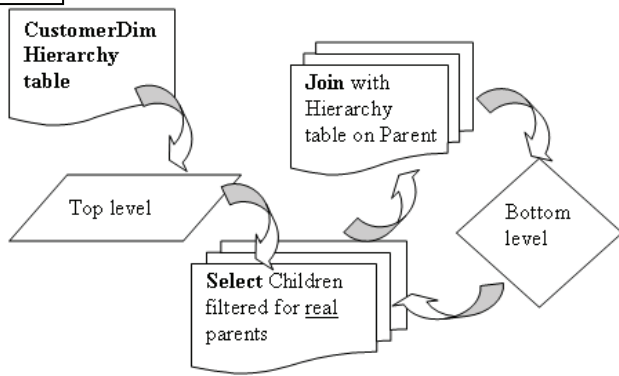 CustomerDim
Hierarchy
table
Join with
Hierarchy
table on Parent
Top level
Bottom
level
Select Children
filtered for real
parents